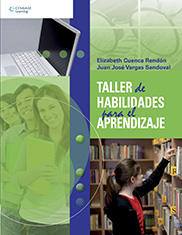 CENGAGE
Learning
Elizabeth Cuenca Rendón
Juan José Vargas Sandoval
TALLER de
HABILIDADES
para el
APRENDIZAJE